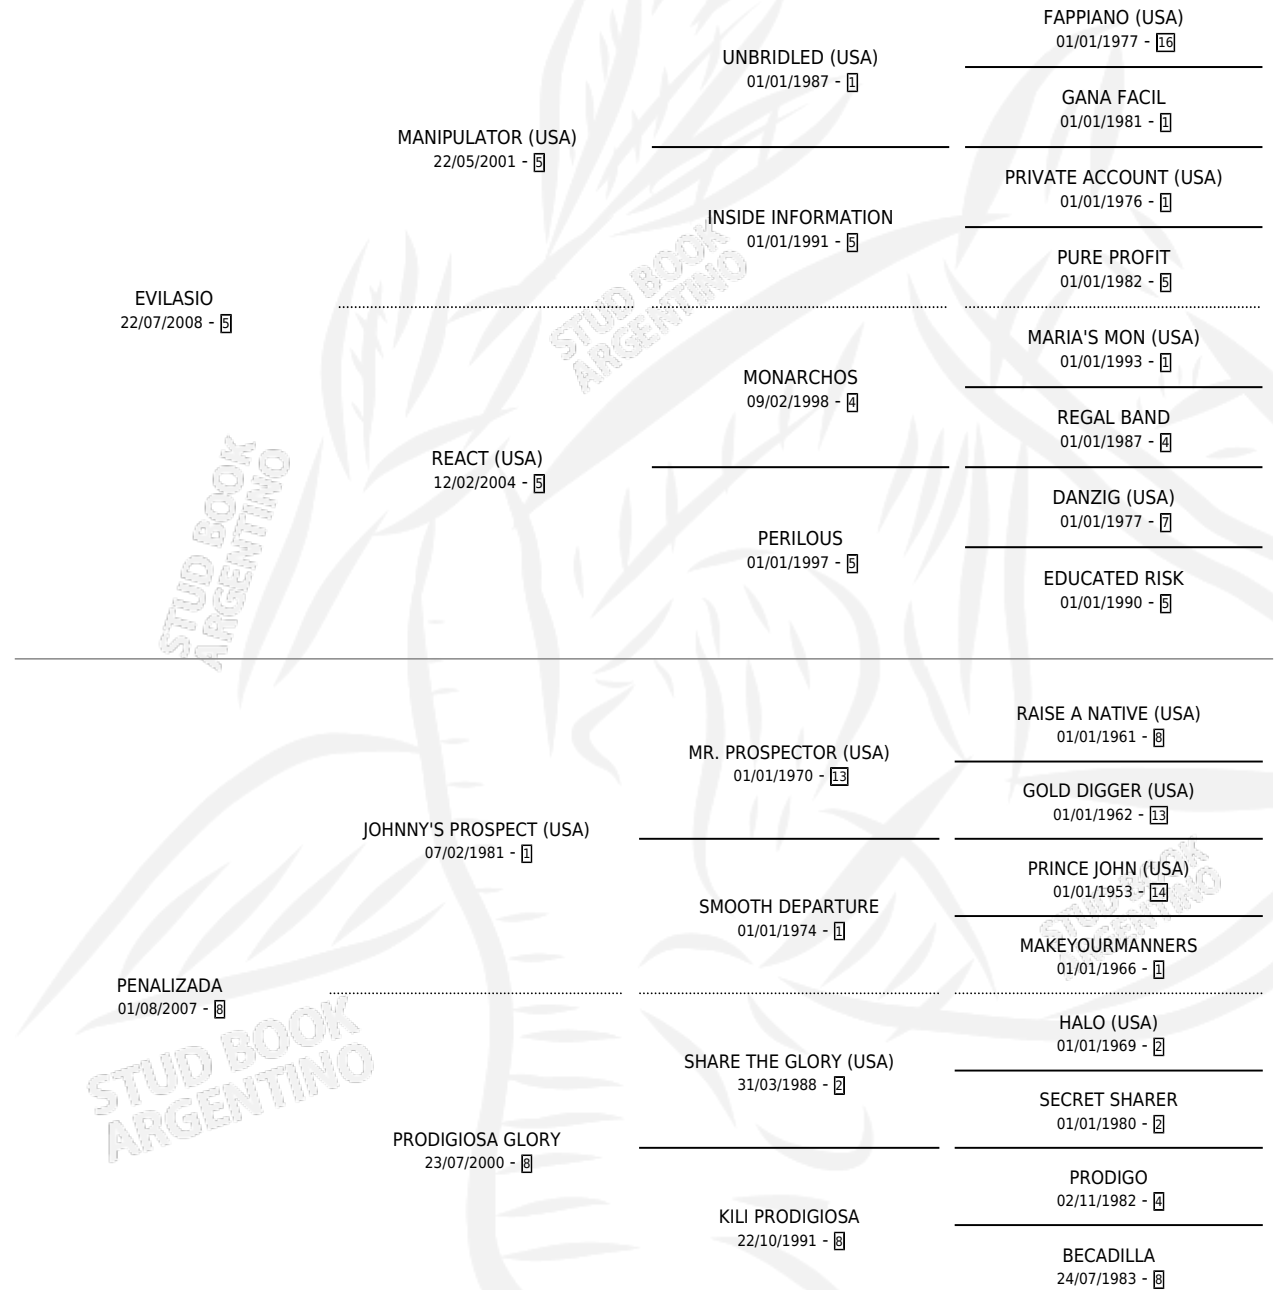 FAPPIANO (USA)
01/01/1977 - 16
UNBRIDLED (USA)
01/01/1987 - 1
GANA FACIL
01/01/1981 - 1
MANIPULATOR (USA)
22/05/2001 - 5
PRIVATE ACCOUNT (USA)
01/01/1976 - 1
INSIDE INFORMATION
01/01/1991 - 5
PURE PROFIT
01/01/1982 - 5
EVILASIO
22/07/2008 - 5
STUD BOOK
ARGENTINO
MARIA'S MON (USA)
01/01/1993 - 1
MONARCHOS
09/02/1998 - 4
REGAL BAND
01/01/1987 - 4
REACT (USA)
12/02/2004 - 5
DANZIG (USA)
01/01/1977 - 7
PERILOUS
01/01/1997 - 5
EDUCATED RISK
01/01/1990 - 5
STUD BOOK
ARGENTINO
RAISE A NATIVE (USA)
01/01/1961 - 8
MR. PROSPECTOR (USA)
01/01/1970 - 13
GOLD DIGGER (USA)
01/01/1962 - 13
JOHNNY'S PROSPECT (USA)
07/02/1981 - 1
PRINCE JOHN (USA)
01/01/1953 - 14
SMOOTH DEPARTURE
01/01/1974 - 1
STUD BOOK
ARGENTINO
MAKEYOURMANNERS
01/01/1966 - 1
PENALIZADA
01/08/2007 - 8
STUD BOOK
ARGENTINO
HALO (USA)
01/01/1969 - 2
SHARE THE GLORY (USA)
31/03/1988 - 2
SECRET SHARER
01/01/1980 - 2
PRODIGIOSA GLORY
23/07/2000 - 8
PRODIGO
02/11/1982 - 4
KILI PRODIGIOSA
22/10/1991 - 8
BECADILLA
24/07/1983 - 8